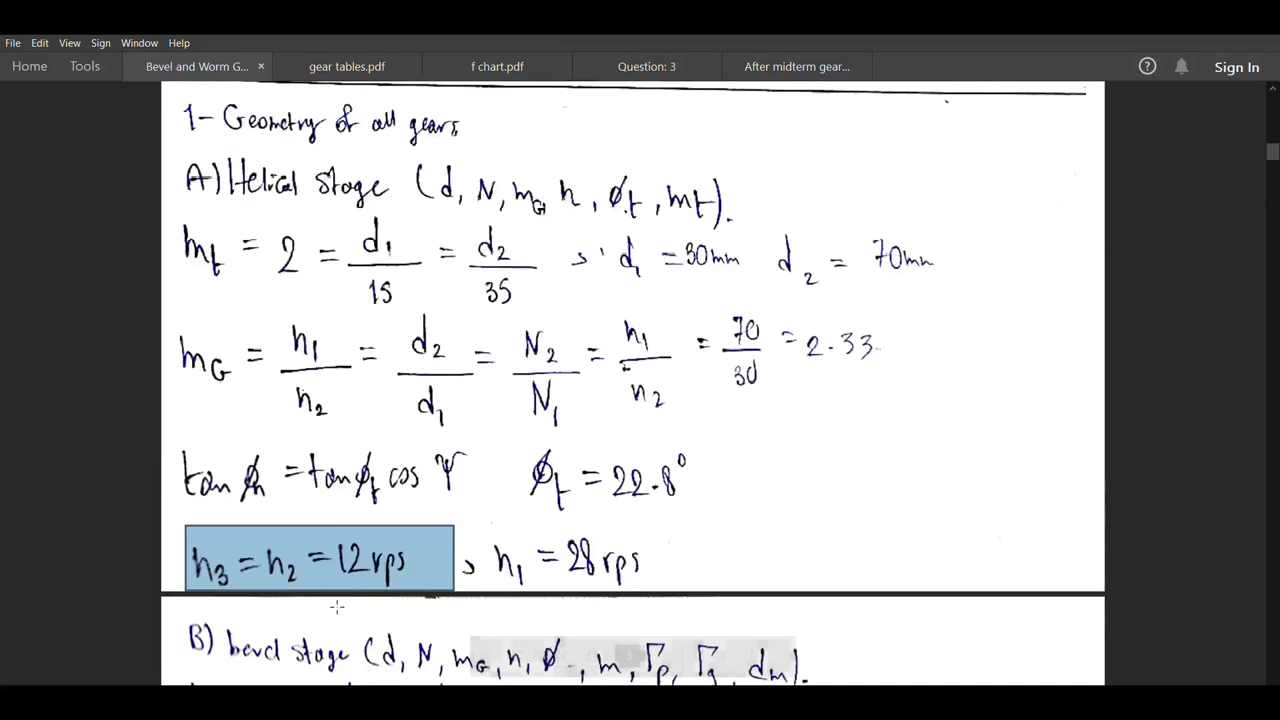 File Edit View Sign Window Help
Home Tools Bevel and Worm G... × gear tables.pdf f chart.pdf Question: 3 After midterm gear... Sign In
1- Geometry of all gears
A) Helical stage (d, N, mG, n, ϕt, mt).
mt = 2 = d1/15 = d2/35 , d1 = 30mm d2 = 70mm
mG = n1/n2 = d2/d1 = N2/N1 = n1/n2 = 70/30 = 2.33
tan ϕn = tan ϕt cos Ψ ϕt = 22.8°
n3 = n2 = 12 rps , n1 = 28 rps
B) bevel stage (d, N, mG, n, ϕ, m, Γp, Γg, dm).
3